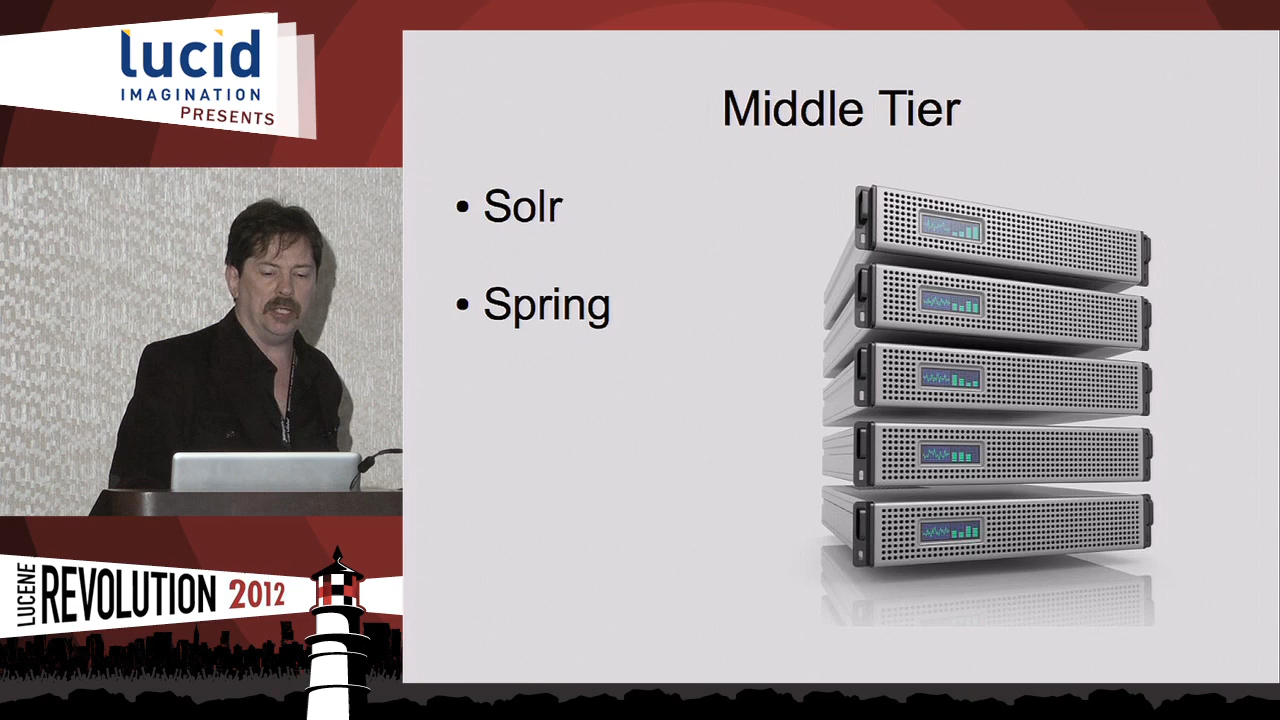 lucid
IMAGINATION
PRESENTS
Middle Tier
• Solr
• Spring
LUCENE
REVOLUTION 2012